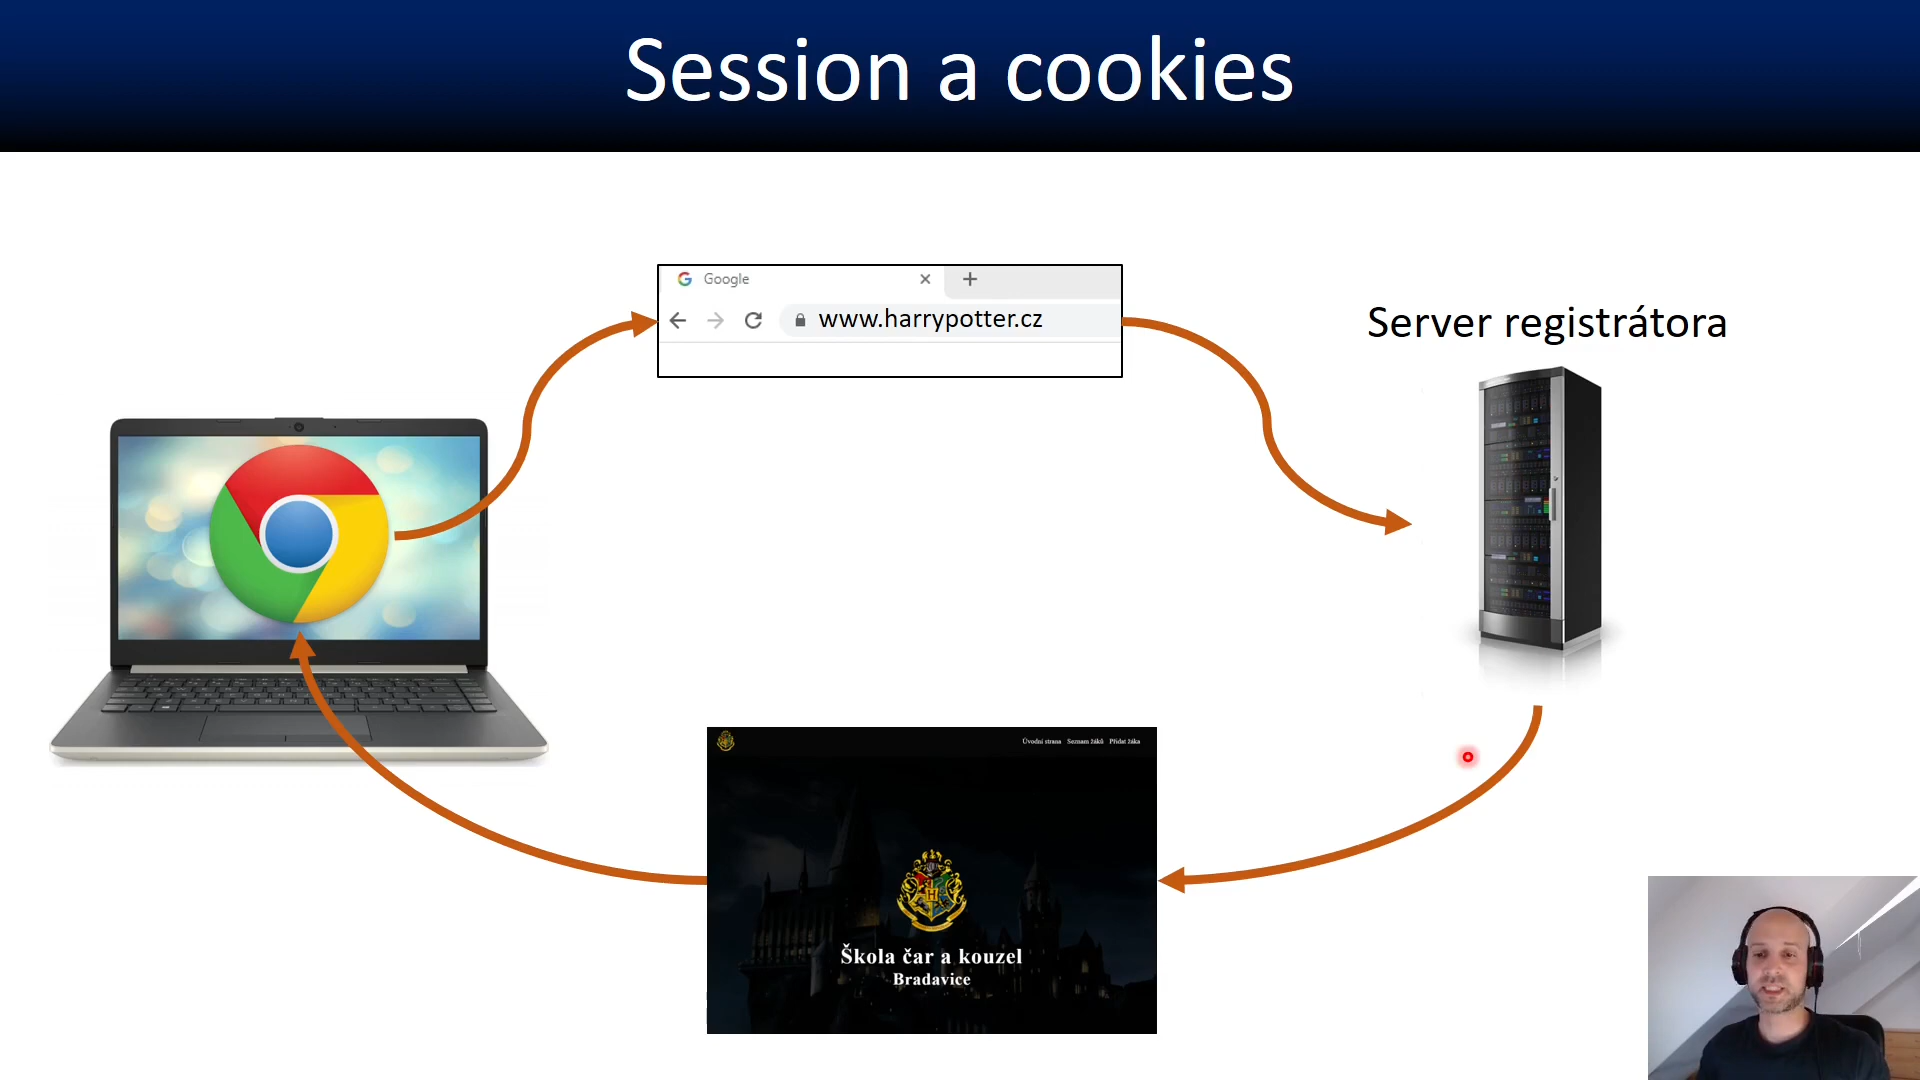 Session a cookies
Google
www.harrypotter.cz
Server registrátora
Úvodní strana Seznam žáků Přidat žáka
Škola čar a kouzel
Bradavice